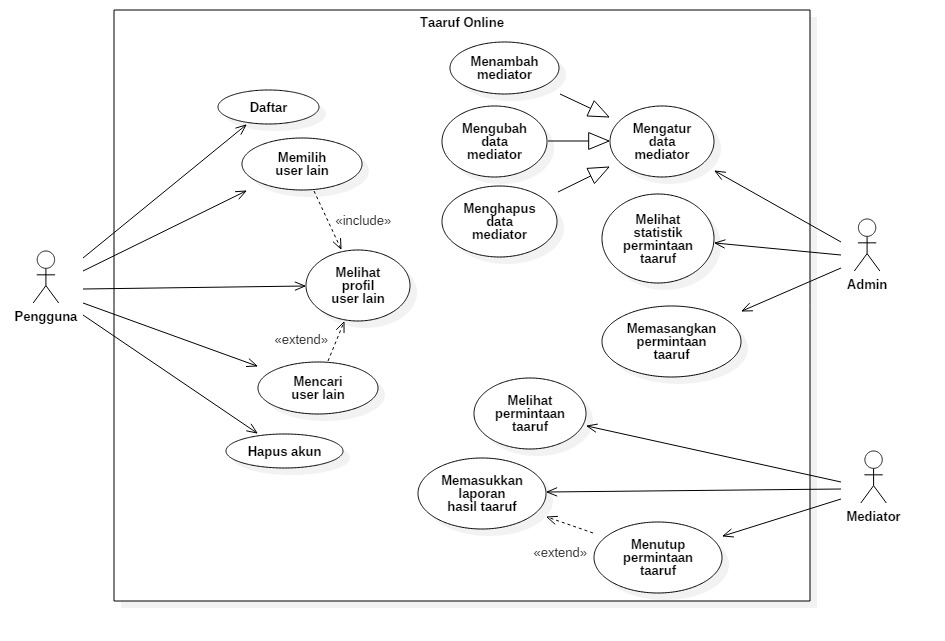 Taaruf Online
Menambah
mediator
Daftar
Mengubah
data
mediator
Mengatur
data
mediator
Memilih
user lain
«include»
Menghapus
data
mediator
Melihat
statistik
permintaan
taaruf
Melihat
profil
user lain
Pengguna
Admin
«extend»
Memasangkan
permintaan
taaruf
Mencari
user lain
Melihat
permintaan
taaruf
Hapus akun
Memasukkan
laporan
hasil taaruf
Mediator
«extend»
Menutup
permintaan
taaruf